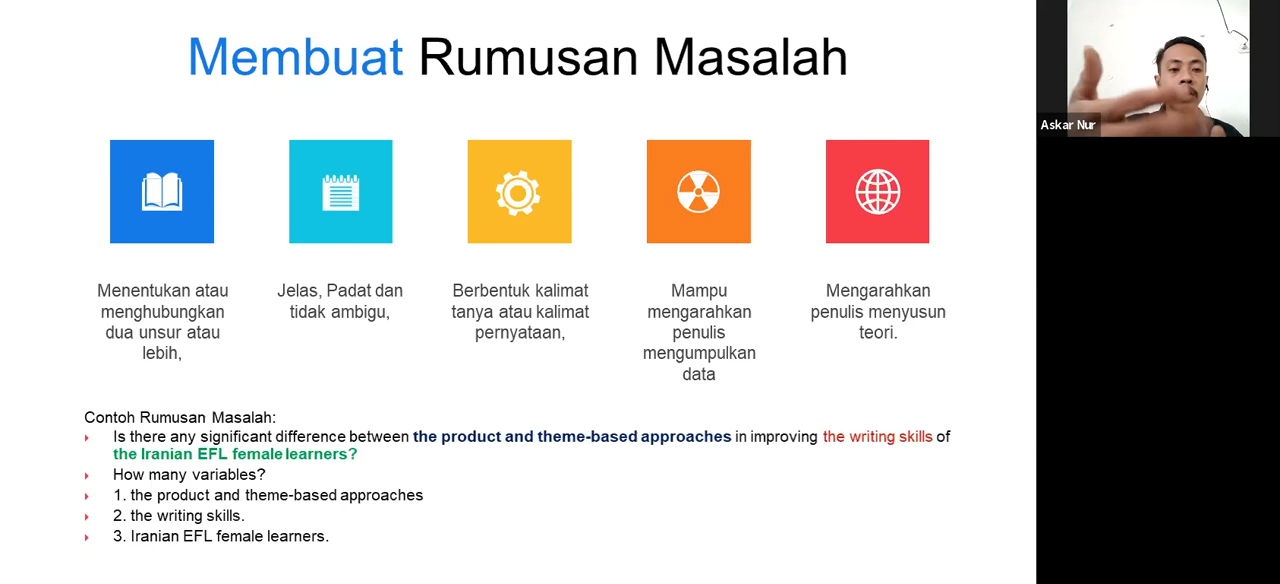 Membuat Rumusan Masalah
Askar Nur
Menentukan atau
menghubungkan
dua unsur atau
lebih,
Jelas, Padat dan
tidak ambigu,
Berbentuk kalimat
tanya atau kalimat
pernyataan,
Mampu
mengarahkan
penulis
mengumpulkan
data
Mengarahkan
penulis menyusun
teori.
Contoh Rumusan Masalah:
Is there any significant difference between the product and theme-based approaches in improving the writing skills of
the Iranian EFL female learners?
How many variables?
1. the product and theme-based approaches
2. the writing skills.
3. Iranian EFL female learners.